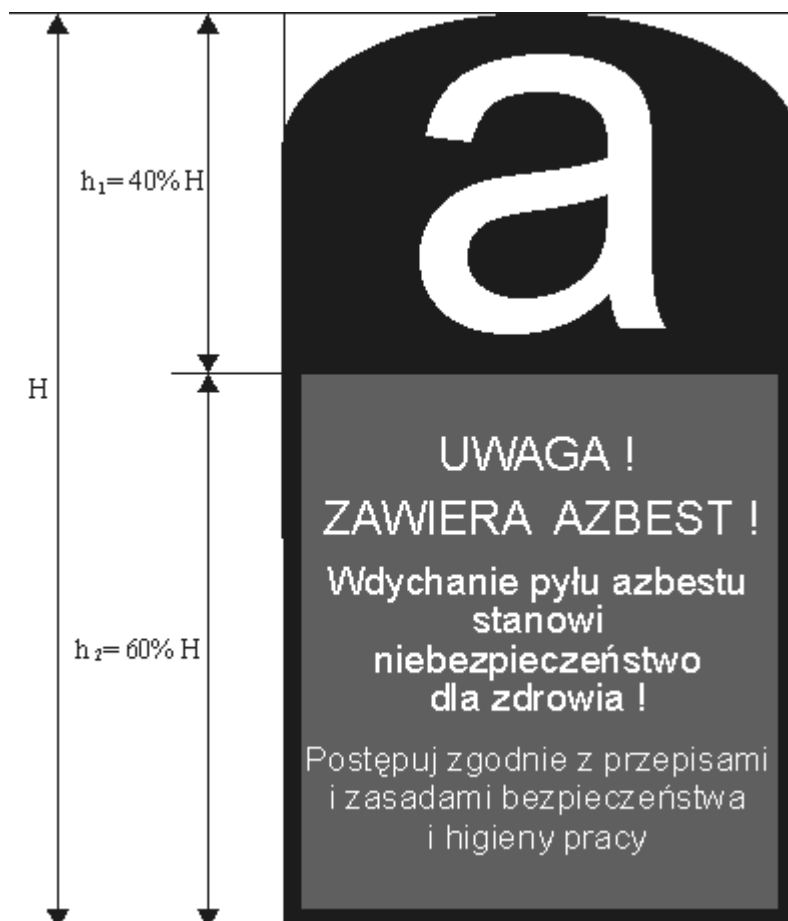 a
h₁= 40% H
H
UWAGA !
ZAWIERA AZBEST !
Wdychanie pyłu azbestu
stanowi
niebezpieczeństwo
dla zdrowia !
h₂= 60% H
Postępuj zgodnie z przepisami
i zasadami bezpieczeństwa
i higieny pracy